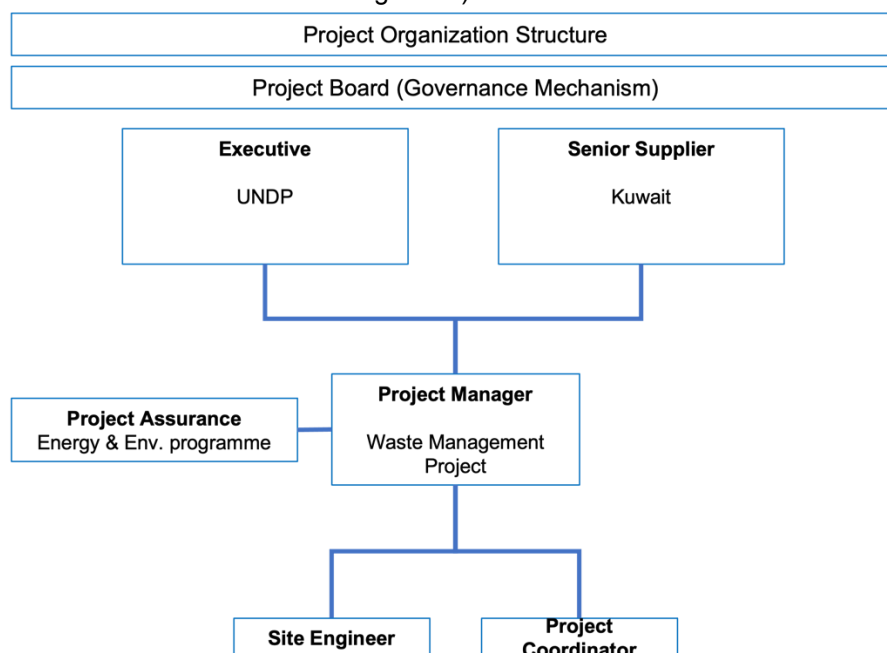 Project Organization Structure
Project Board (Governance Mechanism)
Executive
UNDP
Senior Supplier
Kuwait
Project Manager
Waste Management
Project
Project Assurance
Energy & Env. programme
Site Engineer
Project
Coordinator